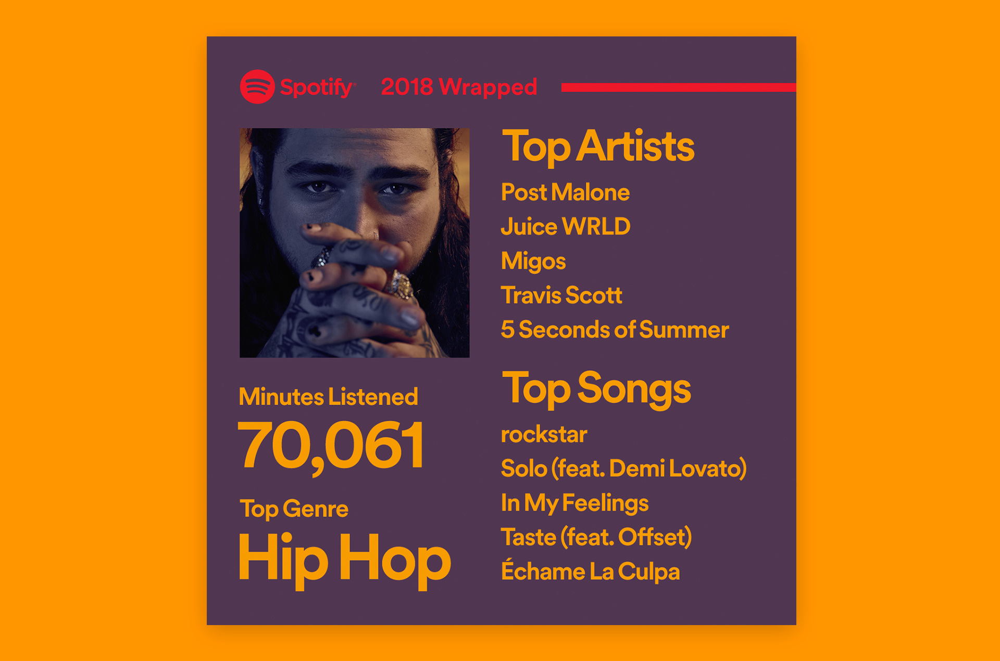 Spotify® 2018 Wrapped
Minutes Listened
70,061
Top Genre
Hip Hop
Top Artists
Post Malone
Juice WRLD
Migos
Travis Scott
5 Seconds of Summer
Top Songs
rockstar
Solo (feat. Demi Lovato)
In My Feelings
Taste (feat. Offset)
Échame La Culpa